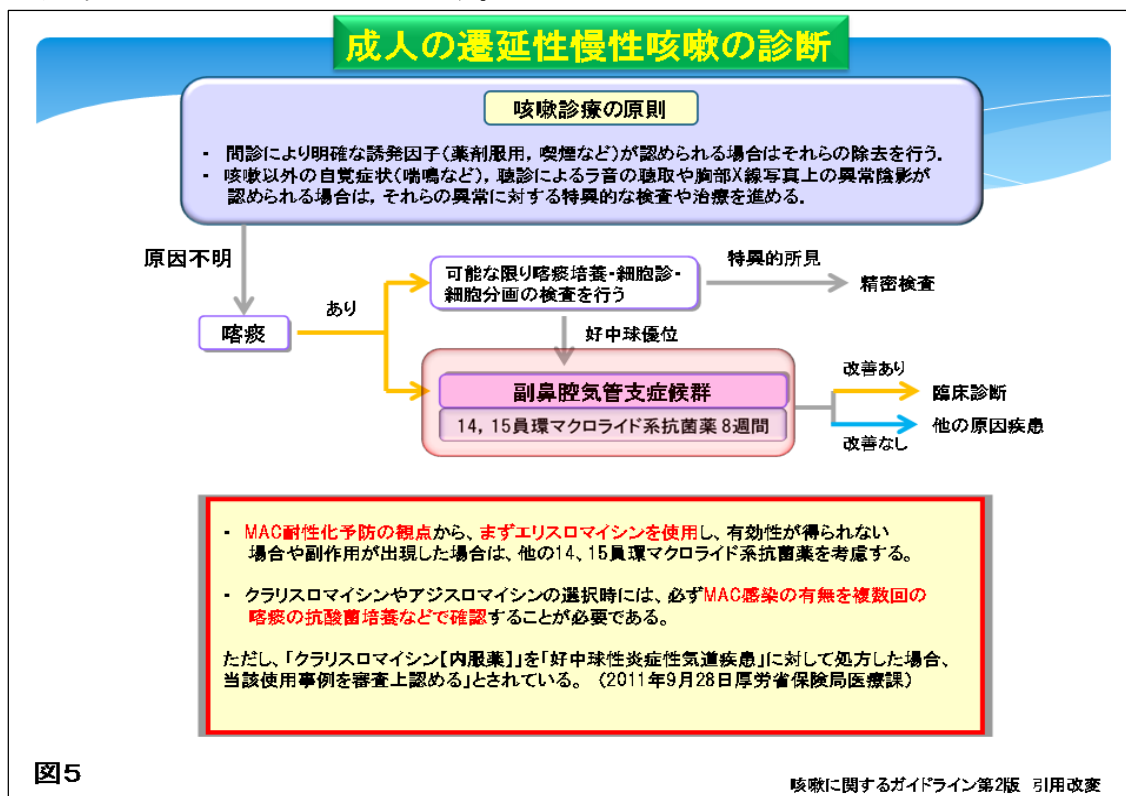 成人の遷延性慢性咳嗽の診断
咳嗽診療の原則
- 問診により明確な誘発因子(薬剤服用，喫煙など)が認められる場合はそれらの除去を行う．
- 咳嗽以外の自覚症状(喘鳴など)，聴診によるラ音の聴取や胸部X線写真上の異常陰影が
認められる場合は，それらの異常に対する特異的な検査や治療を進める．
原因不明
喀痰
あり
可能な限り喀痰培養・細胞診・
細胞分画の検査を行う
特異的所見
精密検査
好中球優位
副鼻腔気管支症候群
14，15員環マクロライド系抗菌薬 8週間
改善あり
臨床診断
他の原因疾患
改善なし
- MAC耐性化予防の観点から、まずエリスロマイシンを使用し、有効性が得られない
場合や副作用が出現した場合は、他の14、15員環マクロライド系抗菌薬を考慮する。
- クラリスロマイシンやアジスロマイシンの選択時には、必ずMAC感染の有無を複数回の
喀痰の抗酸菌培養などで確認することが必要である。
ただし、「クラリスロマイシン【内服薬】」を「好中球性炎症性気道疾患」に対して処方した場合、
当該使用事例を審査上認める」とされている。 (2011年9月28日厚労省保険局医療課)
図5
咳嗽に関するガイドライン第2版 引用改変